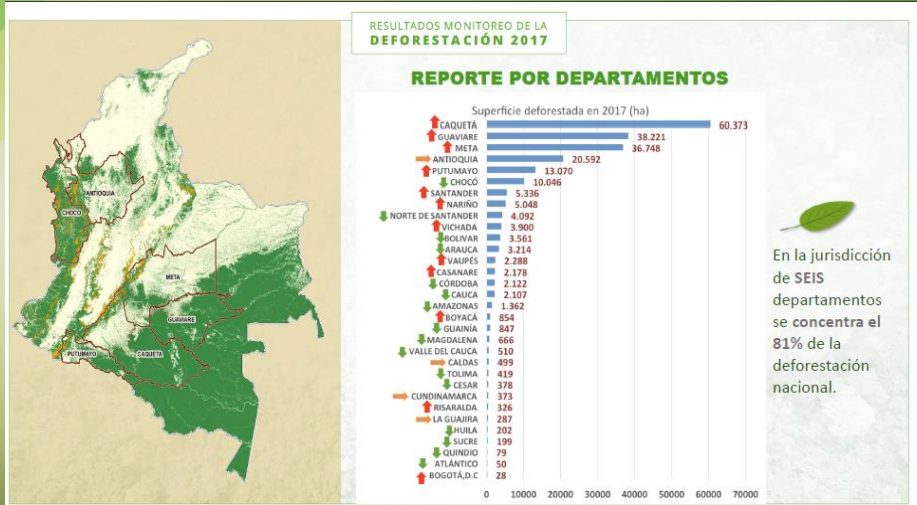 RESULTADOS MONITOREO DE LA
DEFORESTACIÓN 2017
REPORTE POR DEPARTAMENTOS
ANTIOQUIA
CHOCO
META
GUAVIARE
PUTUMAYO
CAQUETA
Superficie deforestada en 2017 (ha)
CAQUETÁ 60.373
GUAVIARE 38.221
META 36.748
ANTIOQUIA 20.592
PUTUMAYO 13.070
CHOCÓ 10.046
SANTANDER 5.336
NARIÑO 5.048
NORTE DE SANTANDER 4.092
VICHADA 3.900
BOLIVAR 3.561
ARAUCA 3.214
VAUPÉS 2.288
CASANARE 2.178
CÓRDOBA 2.122
CAUCA 2.107
AMAZONAS 1.362
BOYACÁ 854
GUAINÍA 847
MAGDALENA 666
VALLE DEL CAUCA 510
CALDAS 499
TOLIMA 419
CESAR 378
CUNDINAMARCA 373
RISARALDA 326
LA GUAJIRA 287
HUILA 202
SUCRE 199
QUINDIO 79
ATLÁNTICO 50
BOGOTÁ,D.C 28
0 10000 20000 30000 40000 50000 60000 70000
En la jurisdicción
de SEIS
departamentos
se concentra el
81% de la
deforestación
nacional.